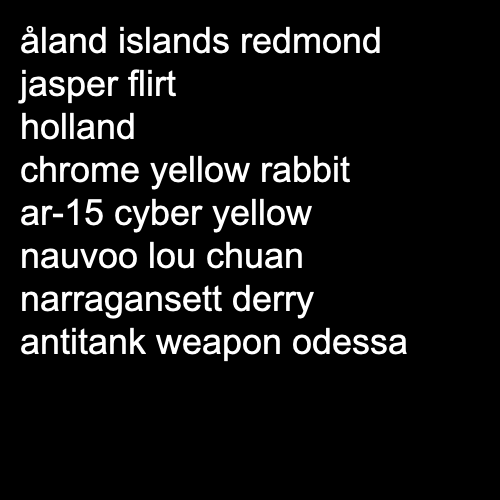 åland islands redmond
jasper flirt
holland
chrome yellow rabbit
ar-15 cyber yellow
nauvoo lou chuan
narragansett derry
antitank weapon odessa